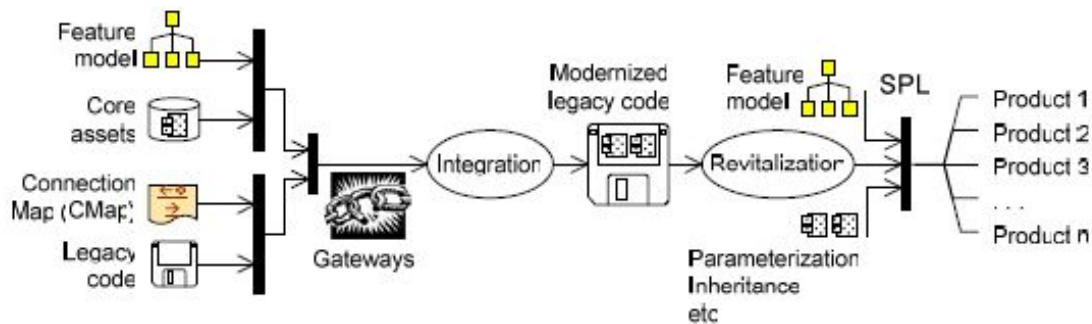 Feature
model
Core
assets
Connection
Map (CMap)
Legacy
code
Gateways
Integration
Modernized
legacy code
Revitalization
Feature
model
SPL
Parameterization
Inheritance
etc
Product 1
Product 2
Product 3
. . .
Product n